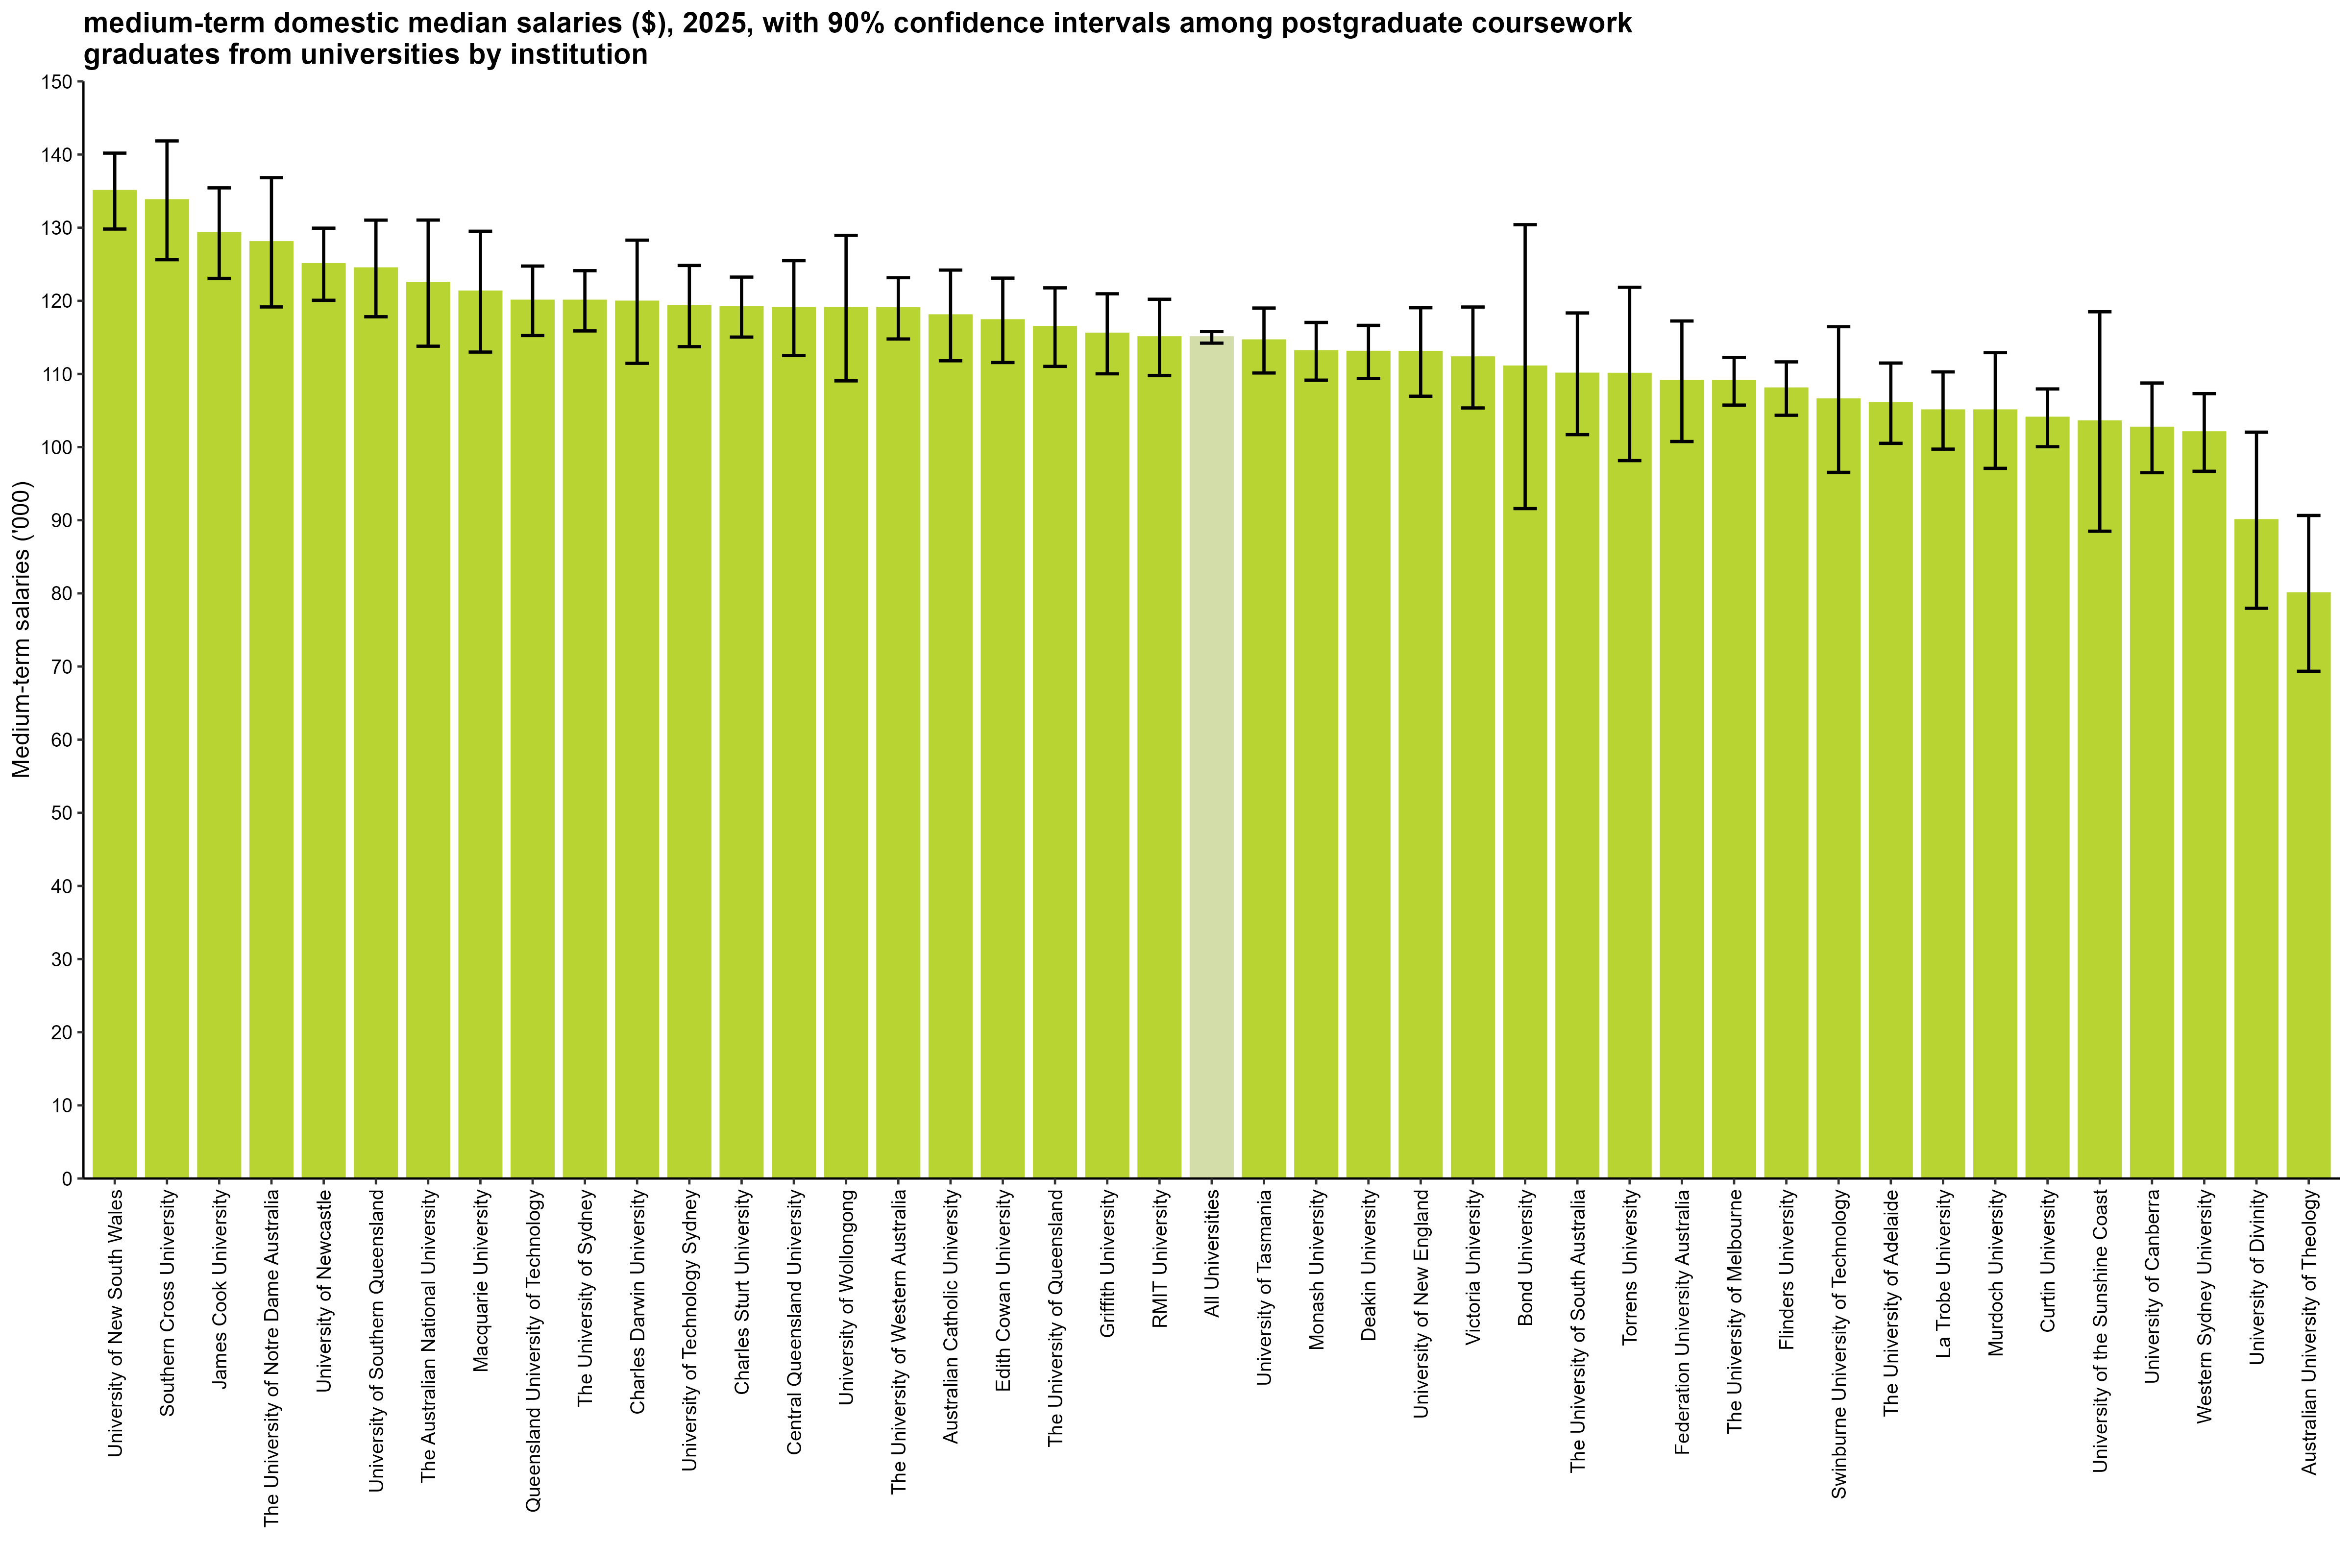 medium-term domestic median salaries ($), 2025, with 90% confidence intervals among postgraduate coursework
graduates from universities by institution
Medium-term salaries ('000)
150
140
130
120
110
100
90
80
70
60
50
40
30
20
10
0
University of New South Wales
Southern Cross University
James Cook University
The University of Notre Dame Australia
University of Newcastle
University of Southern Queensland
The Australian National University
Macquarie University
Queensland University of Technology
The University of Sydney
Charles Darwin University
University of Technology Sydney
Charles Sturt University
Central Queensland University
University of Wollongong
The University of Western Australia
Australian Catholic University
Edith Cowan University
The University of Queensland
Griffith University
RMIT University
All Universities
University of Tasmania
Monash University
Deakin University
University of New England
Victoria University
Bond University
The University of South Australia
Torrens University
Federation University Australia
The University of Melbourne
Flinders University
Swinburne University of Technology
The University of Adelaide
La Trobe University
Murdoch University
Curtin University
University of the Sunshine Coast
University of Canberra
Western Sydney University
University of Divinity
Australian University of Theology